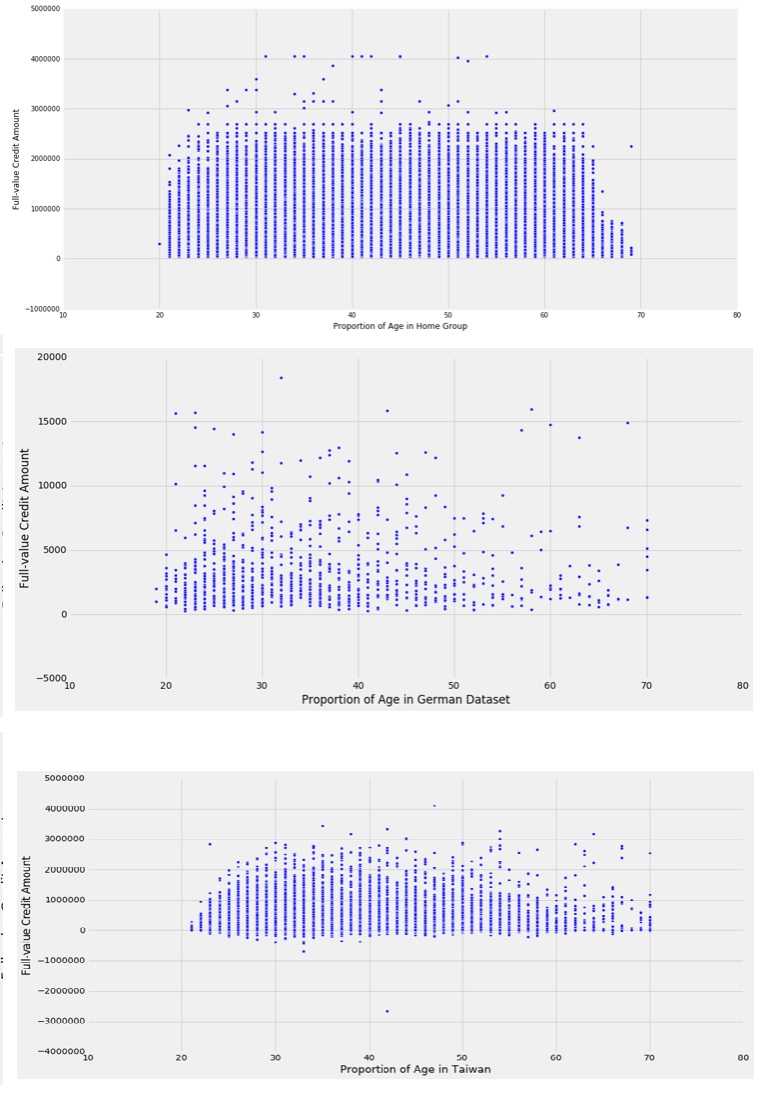 5000000
4000000
3000000
2000000
1000000
0
−1000000
Full-value Credit Amount
10 20 30 40 50 60 70 80
Proportion of Age in Home Group
20000
15000
10000
5000
0
−5000
Full-value Credit Amount
10 20 30 40 50 60 70 80
Proportion of Age in German Dataset
5000000
4000000
3000000
2000000
1000000
0
−1000000
−2000000
−3000000
−4000000
Full-value Credit Amount
10 20 30 40 50 60 70 80
Proportion of Age in Taiwan